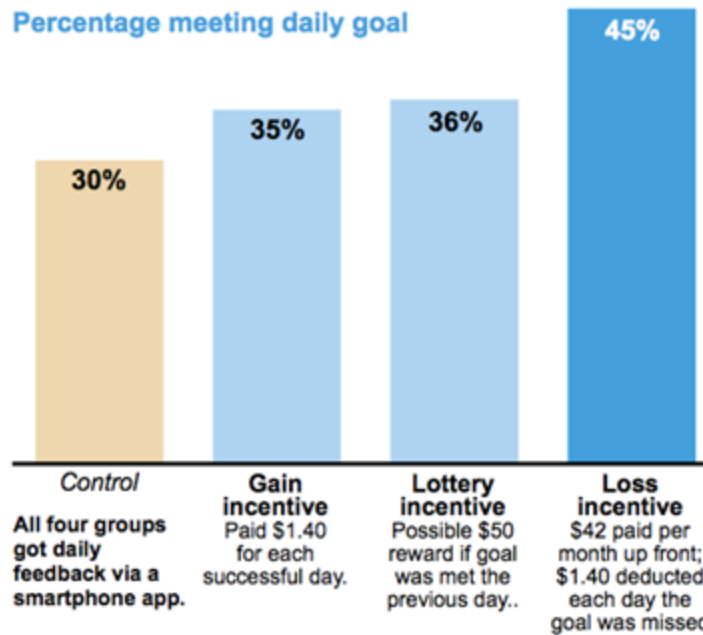 Percentage meeting daily goal
30%
35%
36%
45%
Control
All four groups
got daily
feedback via a
smartphone app.
Gain
incentive
Paid $1.40
for each
successful day.
Lottery
incentive
Possible $50
reward if goal
was met the
previous day..
Loss
incentive
$42 paid per
month up front;
$1.40 deducted
each day the
goal was missed